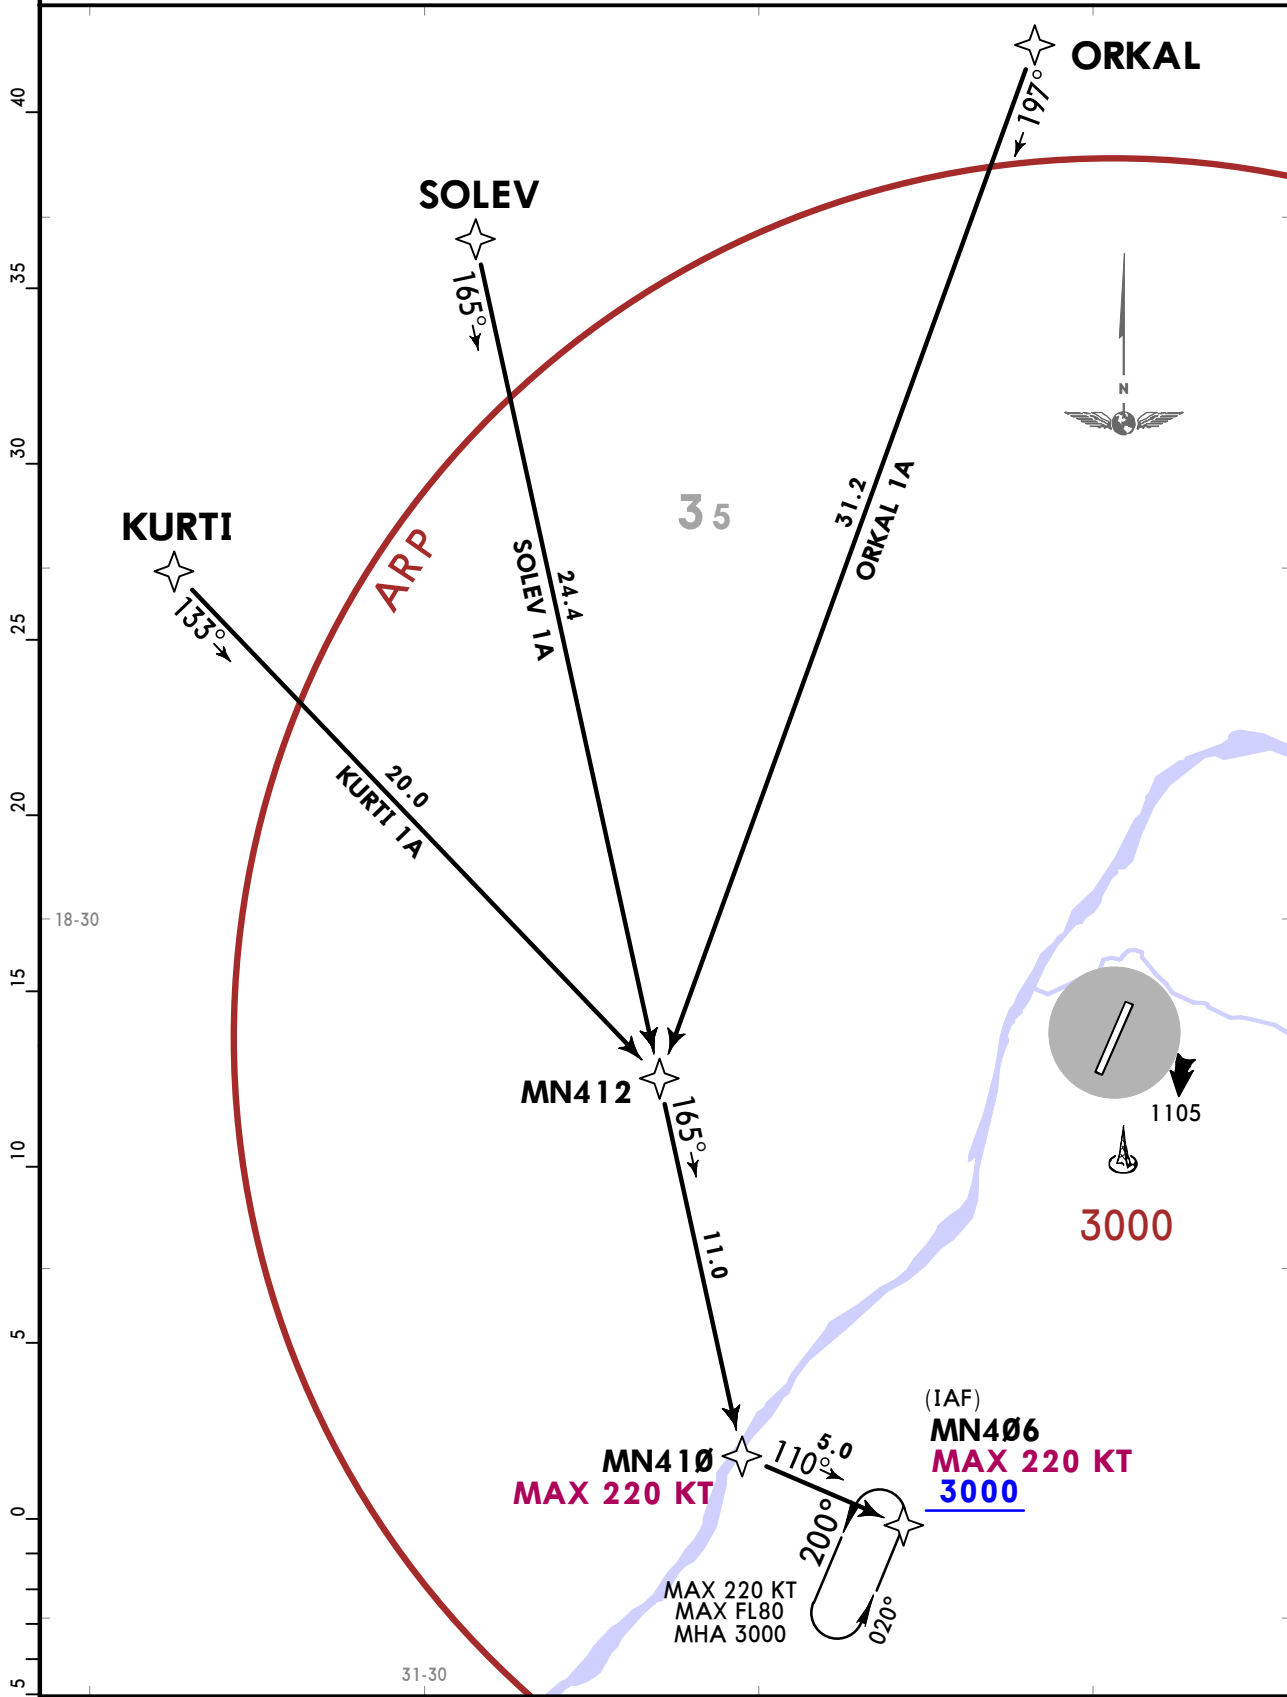 ORKAL
197°
40
SOLEV
165°
35
N
30
31.2
ORKAL 1A
35
KURTI
ARP
133°
SOLEV 1A
24.4
25
20.0
KURTI 1A
20
18-30
15
MN412
165°
1105
10
11.0
3000
5
(IAF)
MN4Ø6
MAX 220 KT
3000
MN41Ø
MAX 220 KT
5.0
110°
0
200°
020°
MAX 220 KT
MAX FL80
MHA 3000
31-30
5